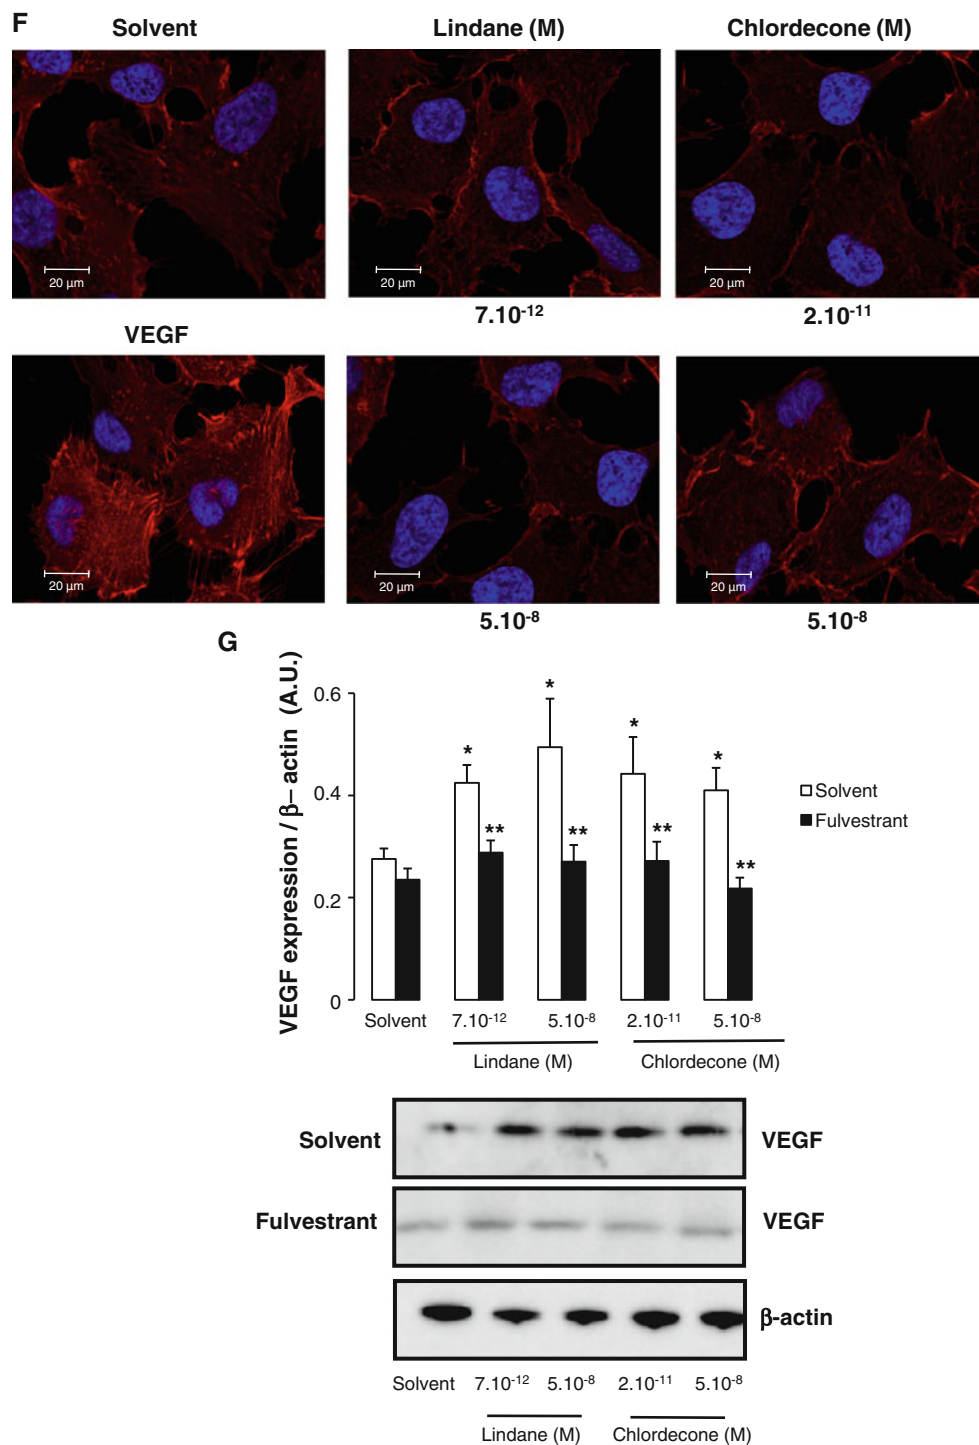 F
Solvent Lindane (M) Chlordecone (M)
20 µm 20 µm 20 µm
7.10⁻¹² 2.10⁻¹¹
VEGF
20 µm 20 µm 20 µm
5.10⁻⁸ 5.10⁻⁸
G
VEGF expression / β– actin (A.U.)
0.6
0.4
0.2
0
* ** * ** * ** * **
Solvent
Fulvestrant
Solvent 7.10⁻¹² 5.10⁻⁸ 2.10⁻¹¹ 5.10⁻⁸
Lindane (M) Chlordecone (M)
Solvent VEGF
Fulvestrant VEGF
β-actin
Solvent 7.10⁻¹² 5.10⁻⁸ 2.10⁻¹¹ 5.10⁻⁸
Lindane (M) Chlordecone (M)